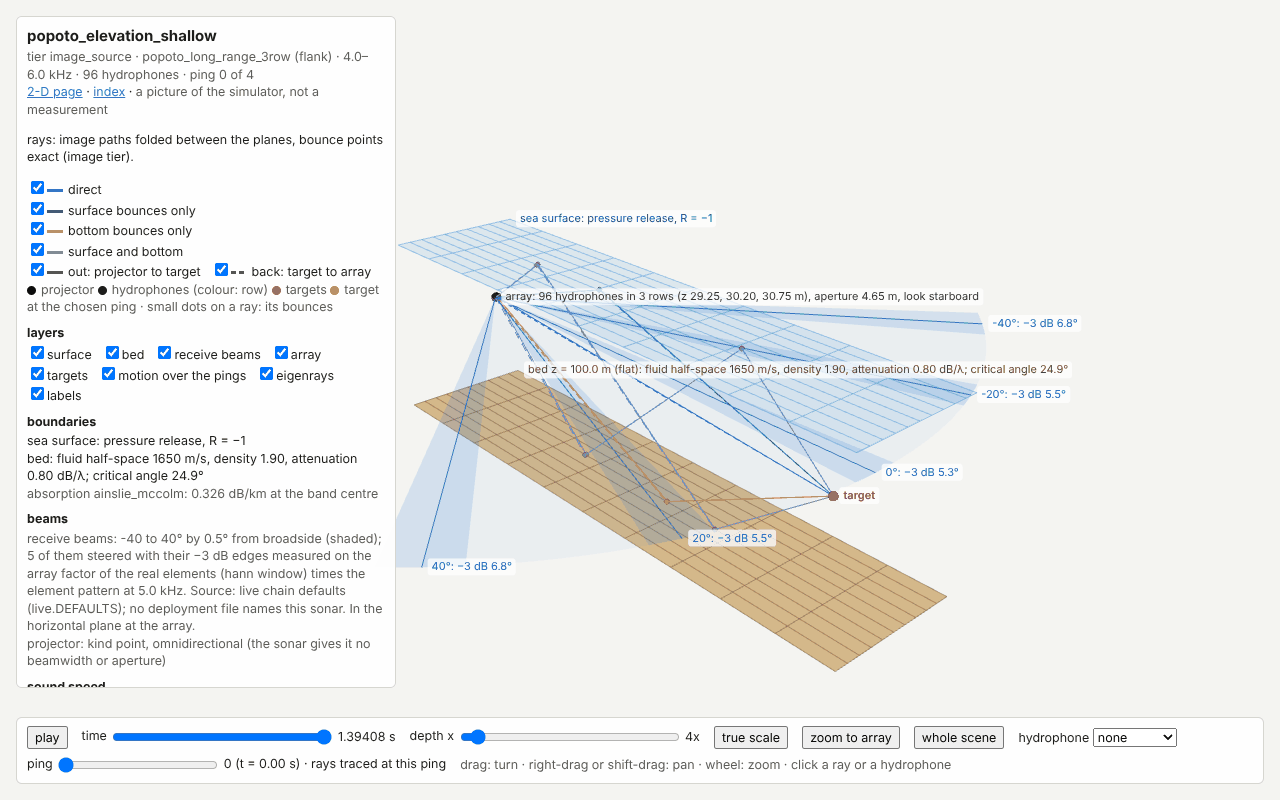 popoto_elevation_shallow
tier image_source · popoto_long_range_3row (flank) · 4.0–
6.0 kHz · 96 hydrophones · ping 0 of 4
2-D page · index · a picture of the simulator, not a
measurement
rays: image paths folded between the planes, bounce points
exact (image tier).
direct
surface bounces only
bottom bounces only
surface and bottom
out: projector to target back: target to array
projector hydrophones (colour: row) targets target
at the chosen ping · small dots on a ray: its bounces
layers
surface bed receive beams array
targets motion over the pings eigenrays
labels
boundaries
sea surface: pressure release, R = −1
bed: fluid half-space 1650 m/s, density 1.90, attenuation
0.80 dB/λ; critical angle 24.9°
absorption ainslie_mccolm: 0.326 dB/km at the band centre
beams
receive beams: -40 to 40° by 0.5° from broadside (shaded);
5 of them steered with their −3 dB edges measured on the
array factor of the real elements (hann window) times the
element pattern at 5.0 kHz. Source: live chain defaults
(live.DEFAULTS); no deployment file names this sonar. In the
horizontal plane at the array.
projector: kind point, omnidirectional (the sonar gives it no
beamwidth or aperture)
sound speed
sea surface: pressure release, R = −1
array: 96 hydrophones in 3 rows (z 29.25, 30.20, 30.75 m), aperture 4.65 m, look starboard
-40°: −3 dB 6.8°
bed z = 100.0 m (flat): fluid half-space 1650 m/s, density 1.90, attenuation 0.80 dB/λ; critical angle 24.9°
-20°: −3 dB 5.5°
0°: −3 dB 5.3°
target
20°: −3 dB 5.5°
40°: −3 dB 6.8°
play time 1.39408 s depth x 4x true scale zoom to array whole scene hydrophone none
ping 0 (t = 0.00 s) · rays traced at this ping drag: turn · right-drag or shift-drag: pan · wheel: zoom · click a ray or a hydrophone